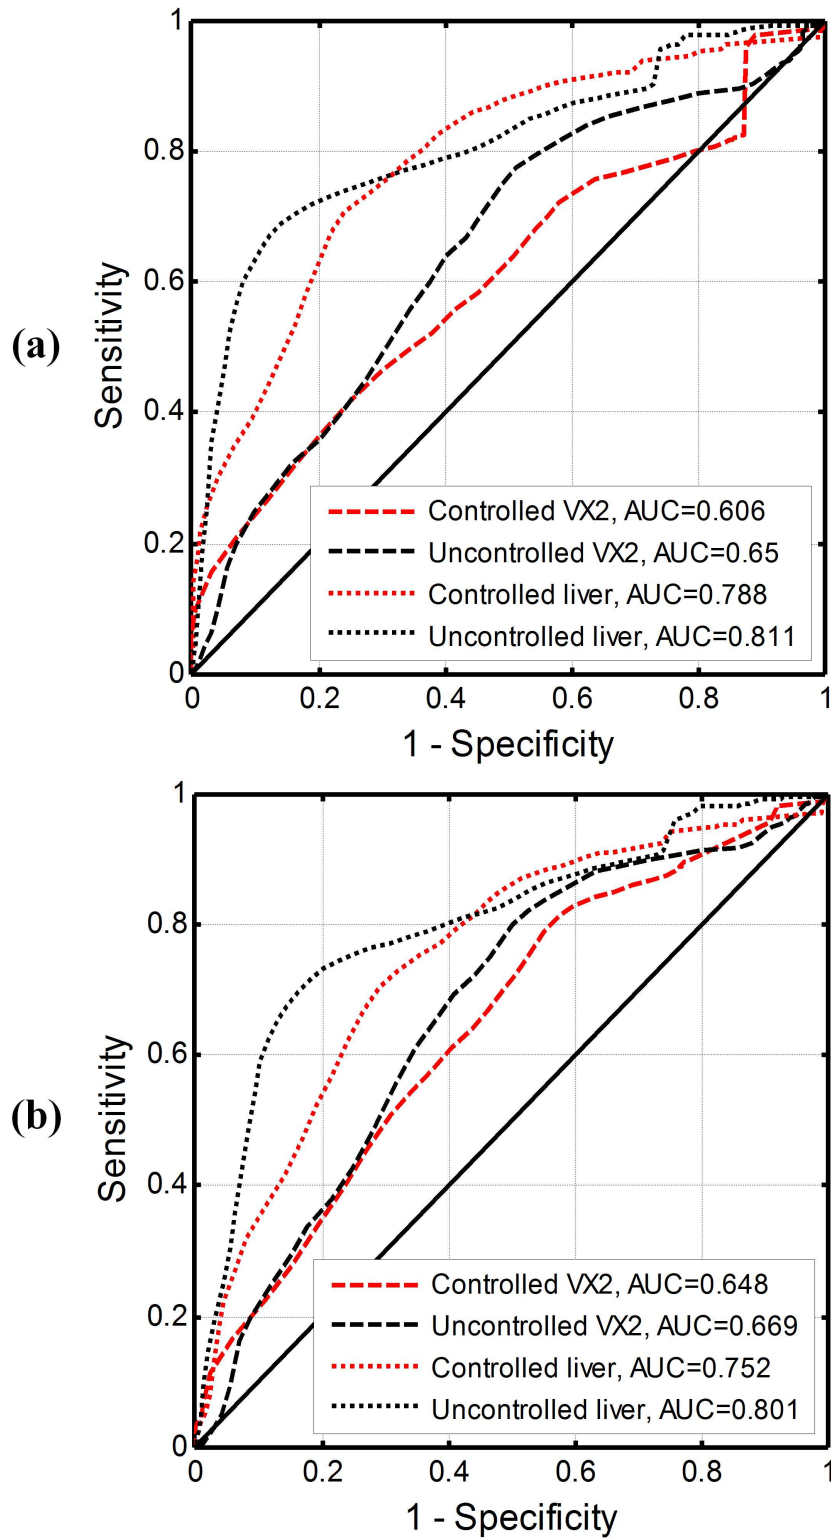 (a)
Sensitivity
1
0.8
0.6
0.4
0.2
0
0 0.2 0.4 0.6 0.8 1
1 - Specificity
Controlled VX2, AUC=0.606
Uncontrolled VX2, AUC=0.65
Controlled liver, AUC=0.788
Uncontrolled liver, AUC=0.811
(b)
Sensitivity
1
0.8
0.6
0.4
0.2
0
0 0.2 0.4 0.6 0.8 1
1 - Specificity
Controlled VX2, AUC=0.648
Uncontrolled VX2, AUC=0.669
Controlled liver, AUC=0.752
Uncontrolled liver, AUC=0.801